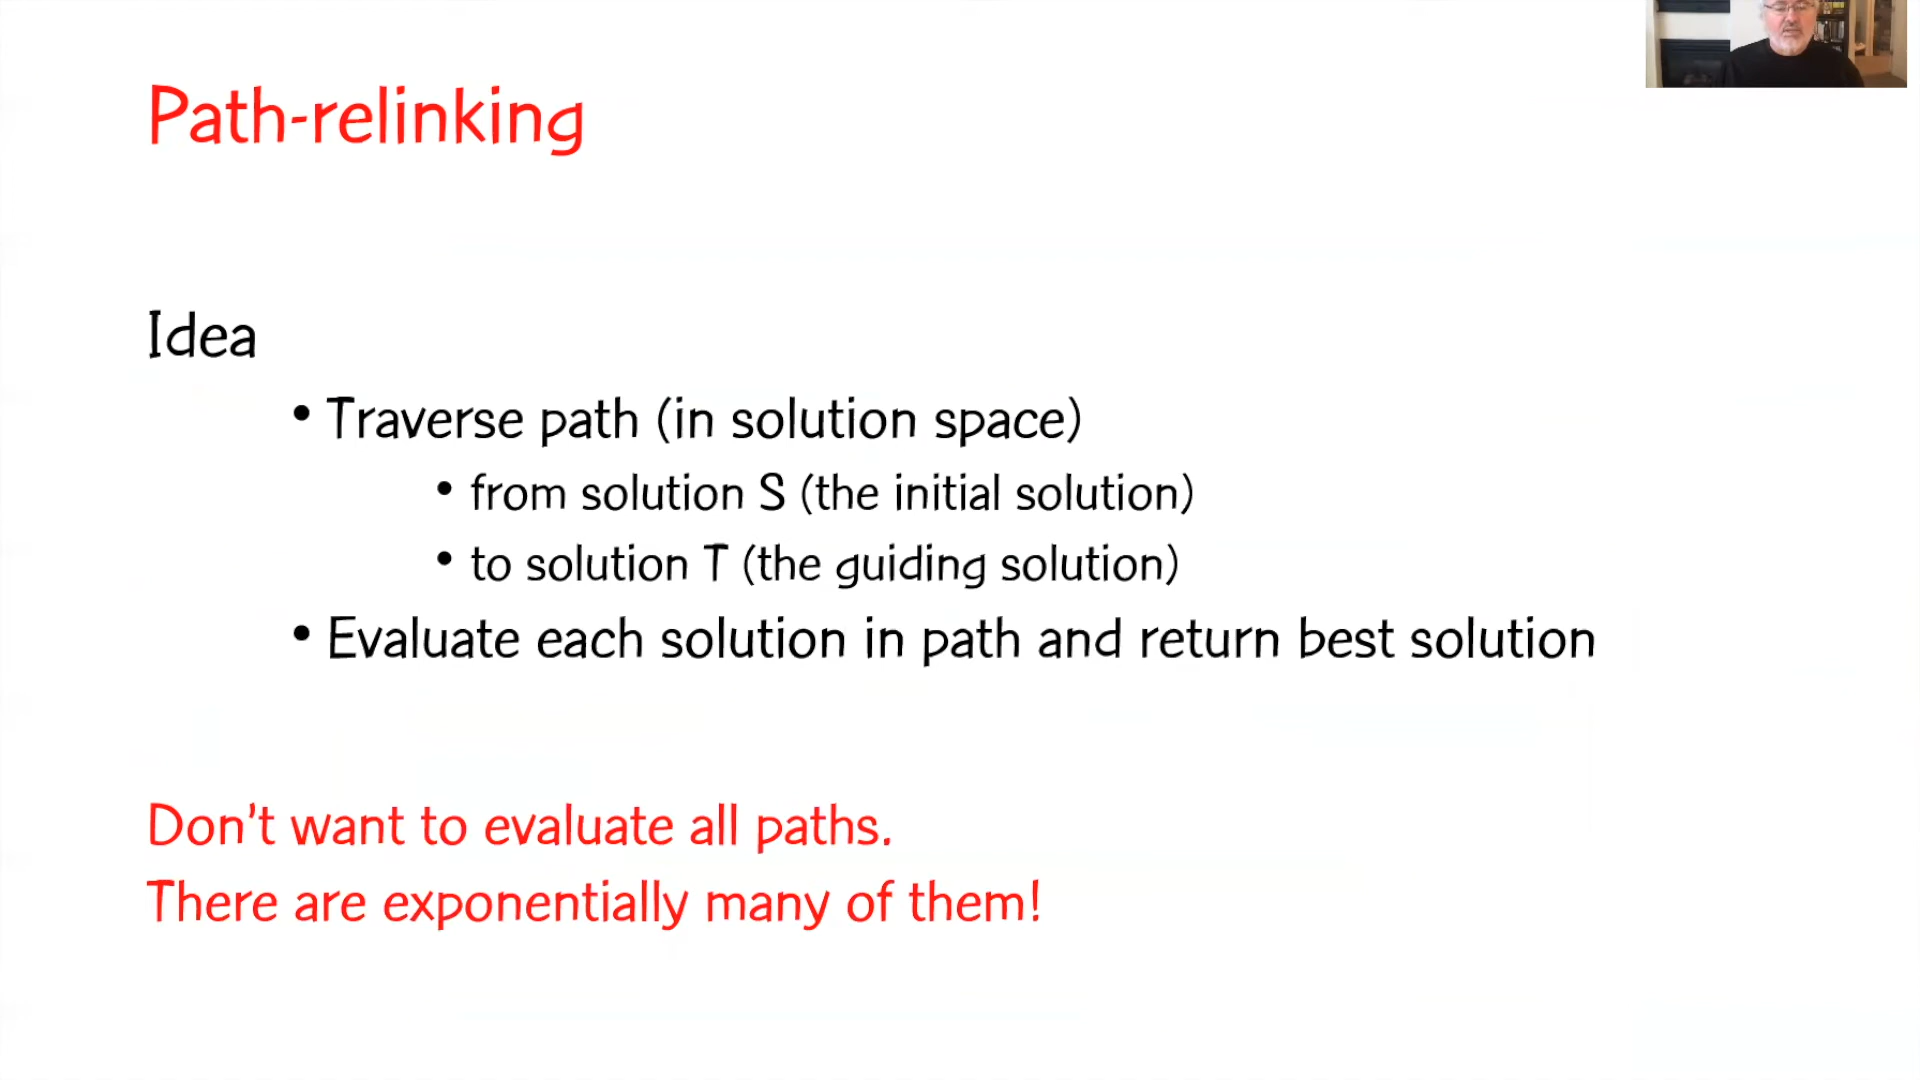 Path-relinking
Idea
• Traverse path (in solution space)
• from solution S (the initial solution)
• to solution T (the guiding solution)
• Evaluate each solution in path and return best solution
Don't want to evaluate all paths.
There are exponentially many of them!